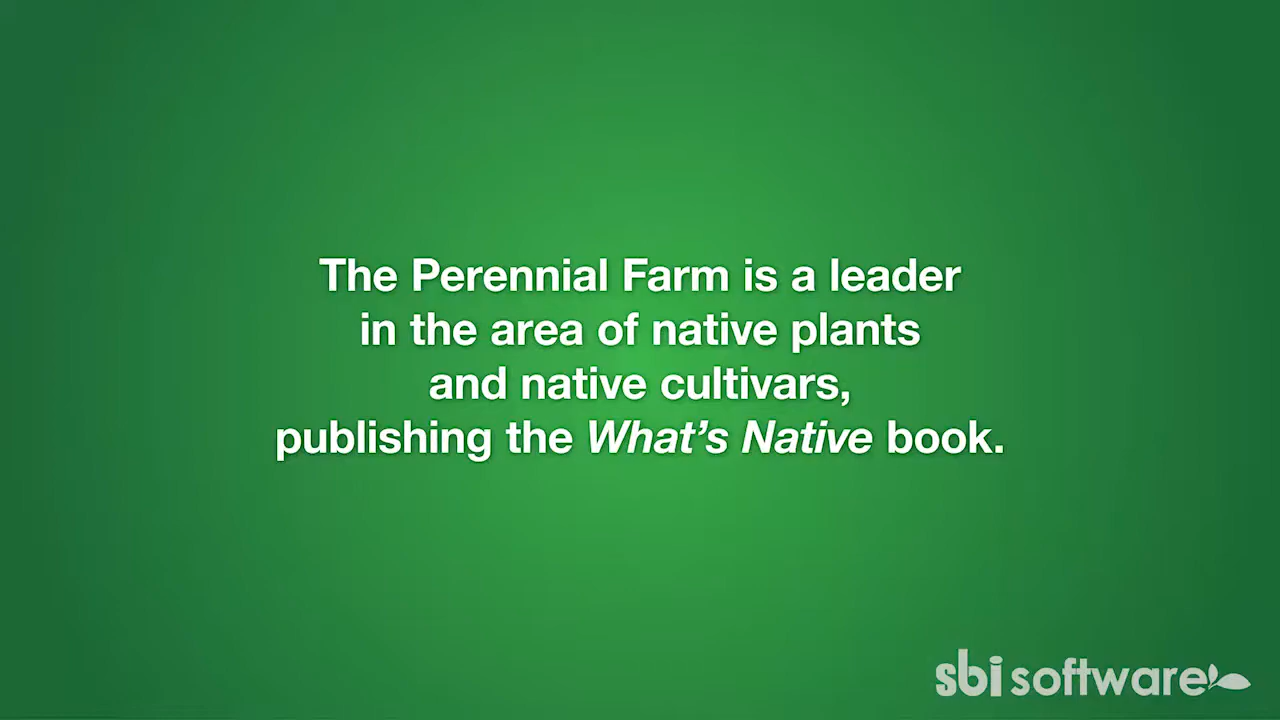 The Perennial Farm is a leader
in the area of native plants
and native cultivars,
publishing the What’s Native book.
sbi software